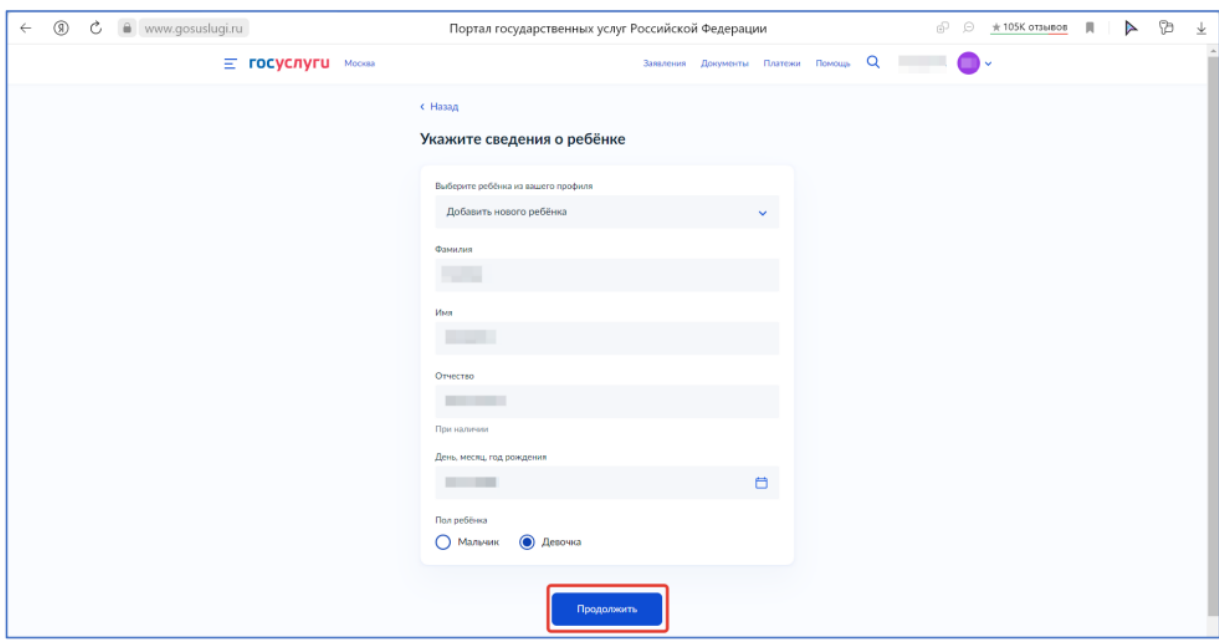 www.gosuslugi.ru
Портал государственных услуг Российской Федерации
105K отзывов
госуслуги Москва
Заявления Документы Платежи Помощь
Назад
Укажите сведения о ребёнке
Выберите ребёнка из вашего профиля
Добавить нового ребёнка
Фамилия
Имя
Отчество
При наличии
День, месяц, год рождения
Пол ребёнка
Мальчик Девочка
Продолжить